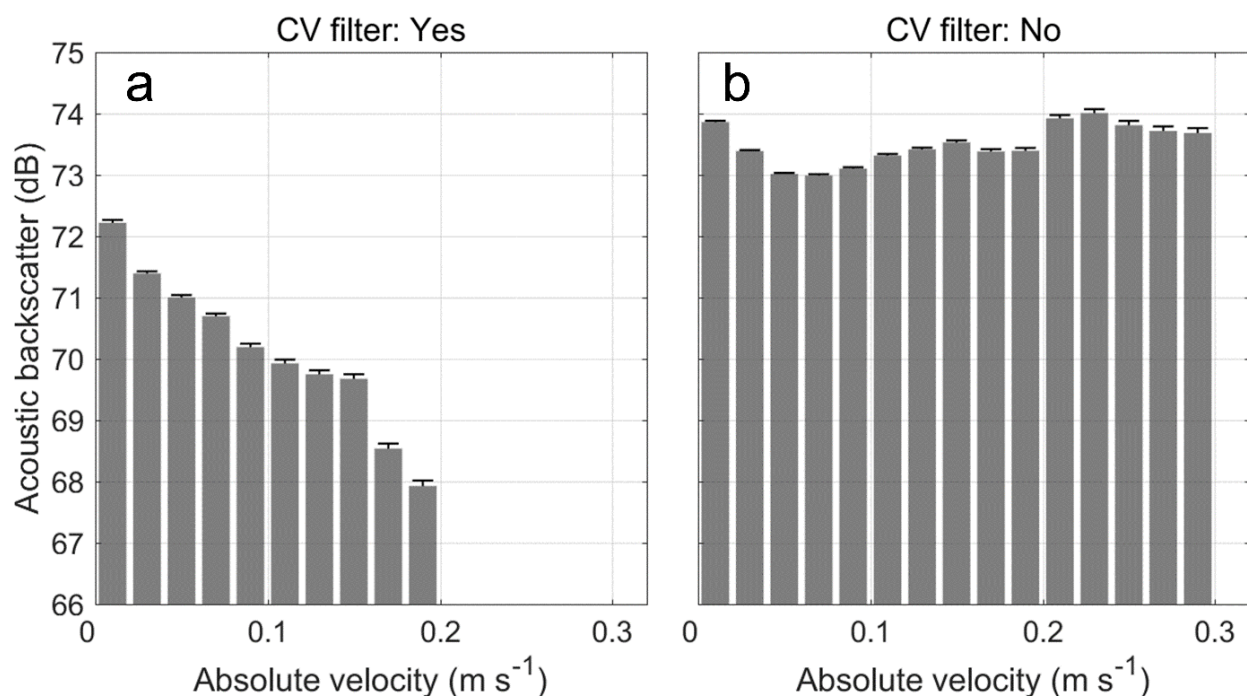 CV filter: Yes
CV filter: No
a
b
Acoustic backscatter (dB)
75
74
73
72
71
70
69
68
67
66
0
0.1
0.2
0.3
0
0.1
0.2
0.3
Absolute velocity (m s⁻¹)
Absolute velocity (m s⁻¹)